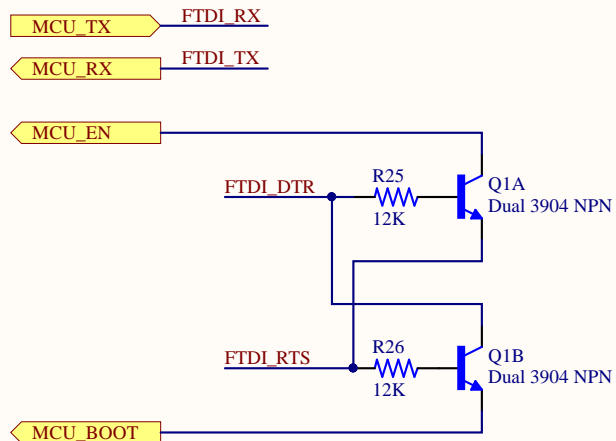 MCU_TX
FTDI_RX
MCU_RX
FTDI_TX
MCU_EN
R25
Q1A
FTDI_DTR
Dual 3904 NPN
12K
R26
Q1B
FTDI_RTS
Dual 3904 NPN
12K
MCU_BOOT